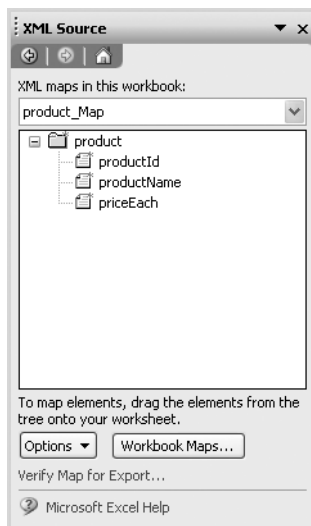 XML Source
XML maps in this workbook:
product_Map
product
productId
productName
priceEach
To map elements, drag the elements from the
tree onto your worksheet.
Options
Workbook Maps...
Verify Map for Export...
Microsoft Excel Help